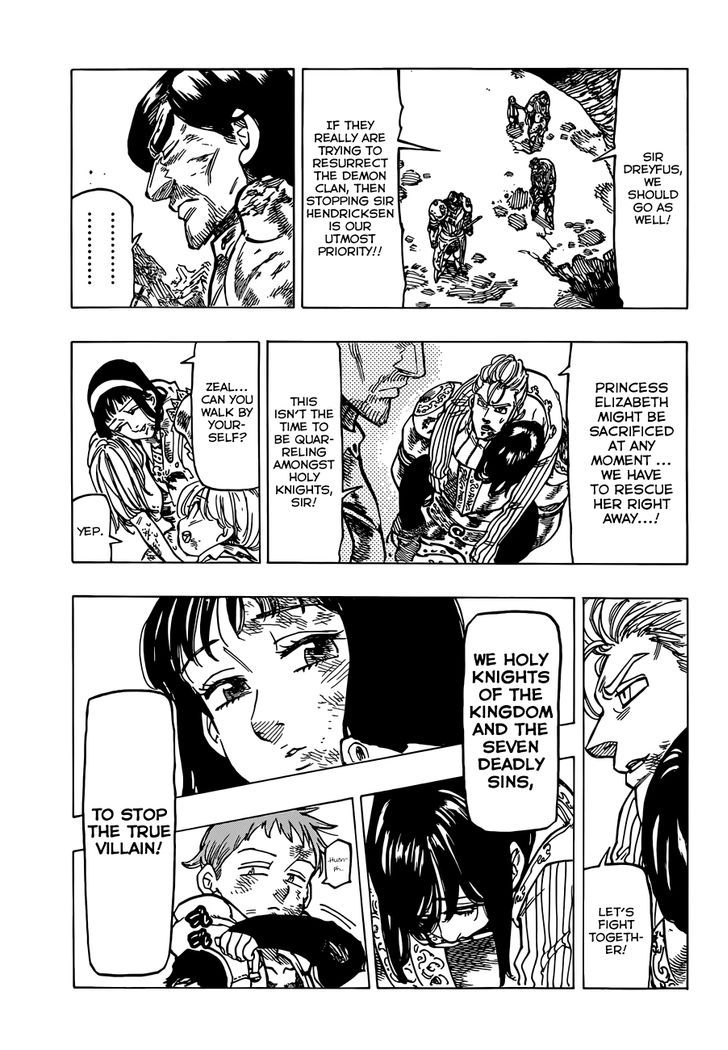 SIR
DREYFUS,
WE
SHOULD
GO AS
WELL!
IF THEY
REALLY ARE
TRYING TO
RESURRECT
THE DEMON
CLAN, THEN
STOPPING SIR
HENDRICKSEN
IS OUR
UTMOST
PRIORITY!!
..........
PRINCESS
ELIZABETH
MIGHT BE
SACRIFICED
AT ANY
MOMENT ...
WE HAVE
TO RESCUE
HER RIGHT
AWAY...!
THIS
ISN'T THE
TIME TO
BE QUAR-
RELING
AMONGST
HOLY
KNIGHTS,
SIR!
ZEAL...
CAN YOU
WALK BY
YOUR-
SELF?
YEP.
LET'S
FIGHT
TOGETH-
ER!
WE HOLY
KNIGHTS
OF THE
KINGDOM
AND THE
SEVEN
DEADLY
SINS,
TO STOP
THE TRUE
VILLAIN!